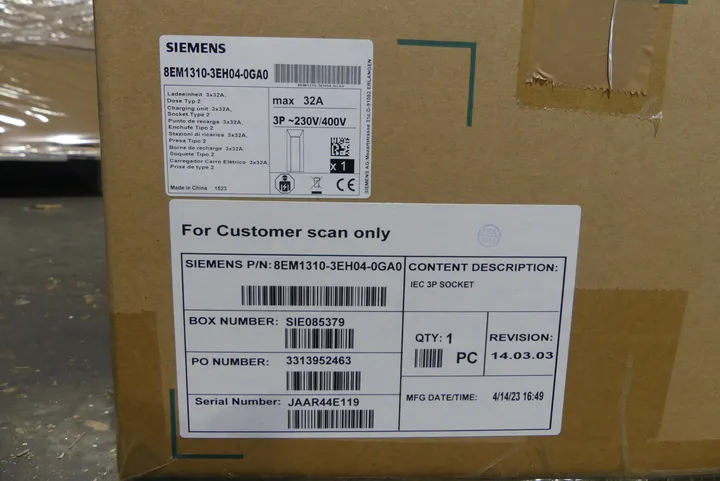 SIEMENS
8EM1310-3EH04-0GA0
8EM1310-3EH04-0GA0
Ladeeinheit 3x32A,
Dose Typ 2
Charging unit 3x32A,
Socket Type 2
Punto de recarga 3x32A,
Enchufe Tipo 2
Stazioni di ricarica 3x32A,
Presa Tipo 2
Borne de recharge 3x32A,
Soquete Tipo 2
Carregador Carro Elétrico 3x32A,
Prise de type 2
Made in China 1523
max 32A
3P ~230V/400V
x 1
CE
For Customer scan only
SIEMENS P/N: 8EM1310-3EH04-0GA0
BOX NUMBER: SIE085379
PO NUMBER: 3313952463
Serial Number: JAAR44E119
CONTENT DESCRIPTION:
IEC 3P SOCKET
QTY: 1
PC
REVISION:
14.03.03
MFG DATE/TIME: 4/14/23 16:49